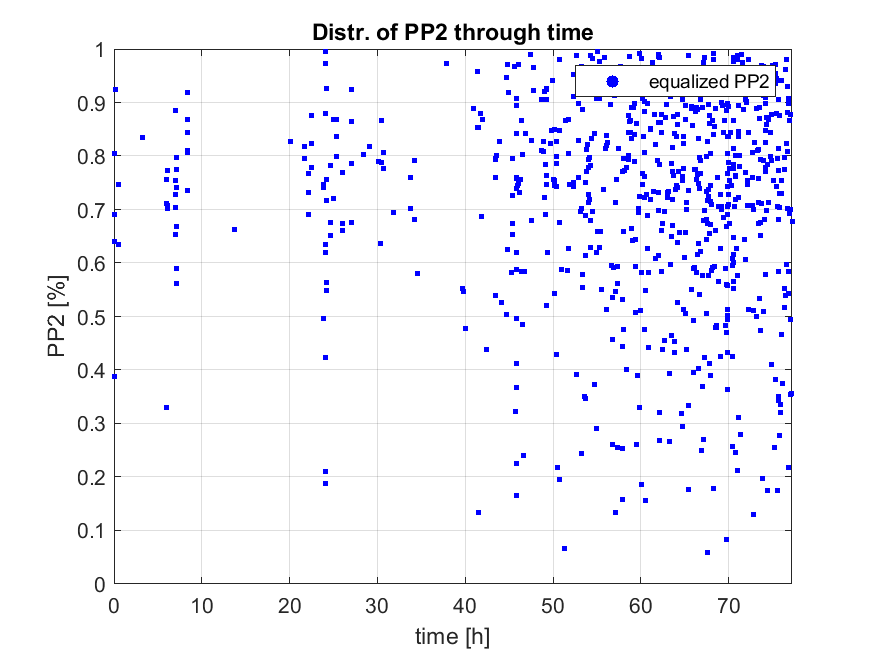 Distr. of PP2 through time
equalized PP2
PP2 [%]
1
0.9
0.8
0.7
0.6
0.5
0.4
0.3
0.2
0.1
0
0 10 20 30 40 50 60 70
time [h]